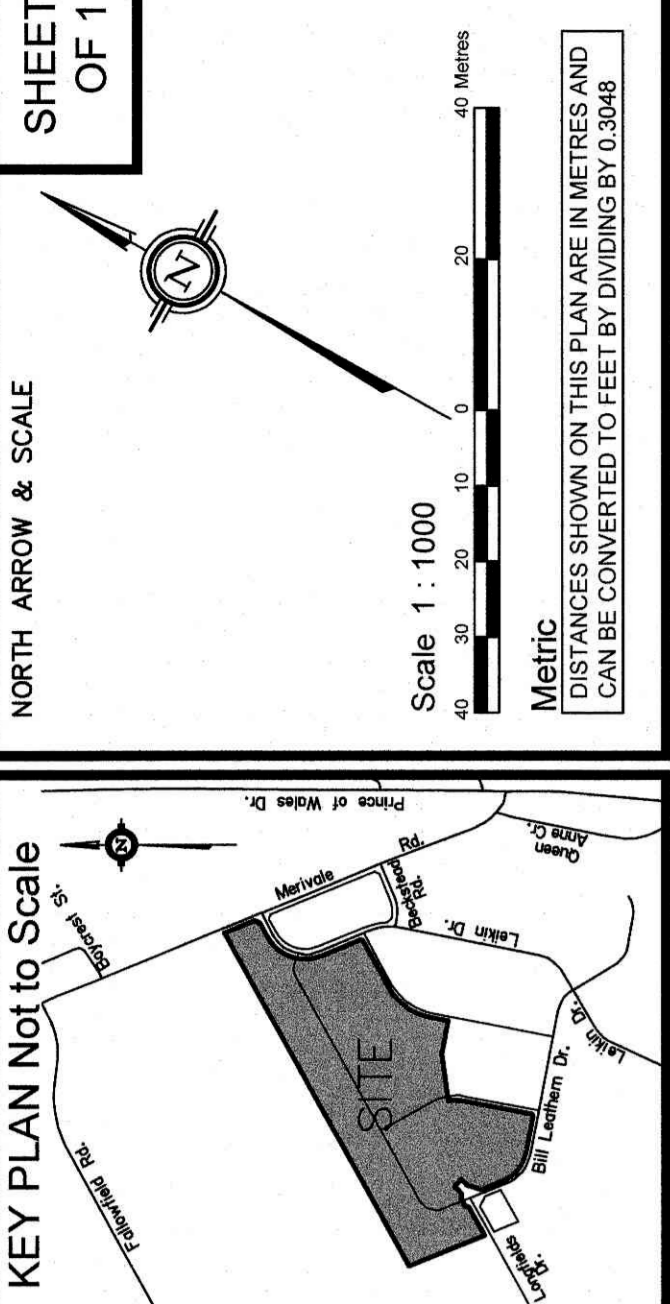 SHEET
OF 1
NORTH ARROW & SCALE
N
Scale 1 : 1000
40 30 20 10 0 20 40 Metres
Metric
DISTANCES SHOWN ON THIS PLAN ARE IN METRES AND
CAN BE CONVERTED TO FEET BY DIVIDING BY 0.3048
KEY PLAN Not to Scale
N
Fallowfield Rd.
Boycrest St.
Merivale
Rd.
Prince of Wales Dr.
Beckstead
Rd.
Queen
Anne Cr.
Leikin Dr.
SITE
Leikin Dr.
Bill Leathem Dr.
Longfields
Dr.